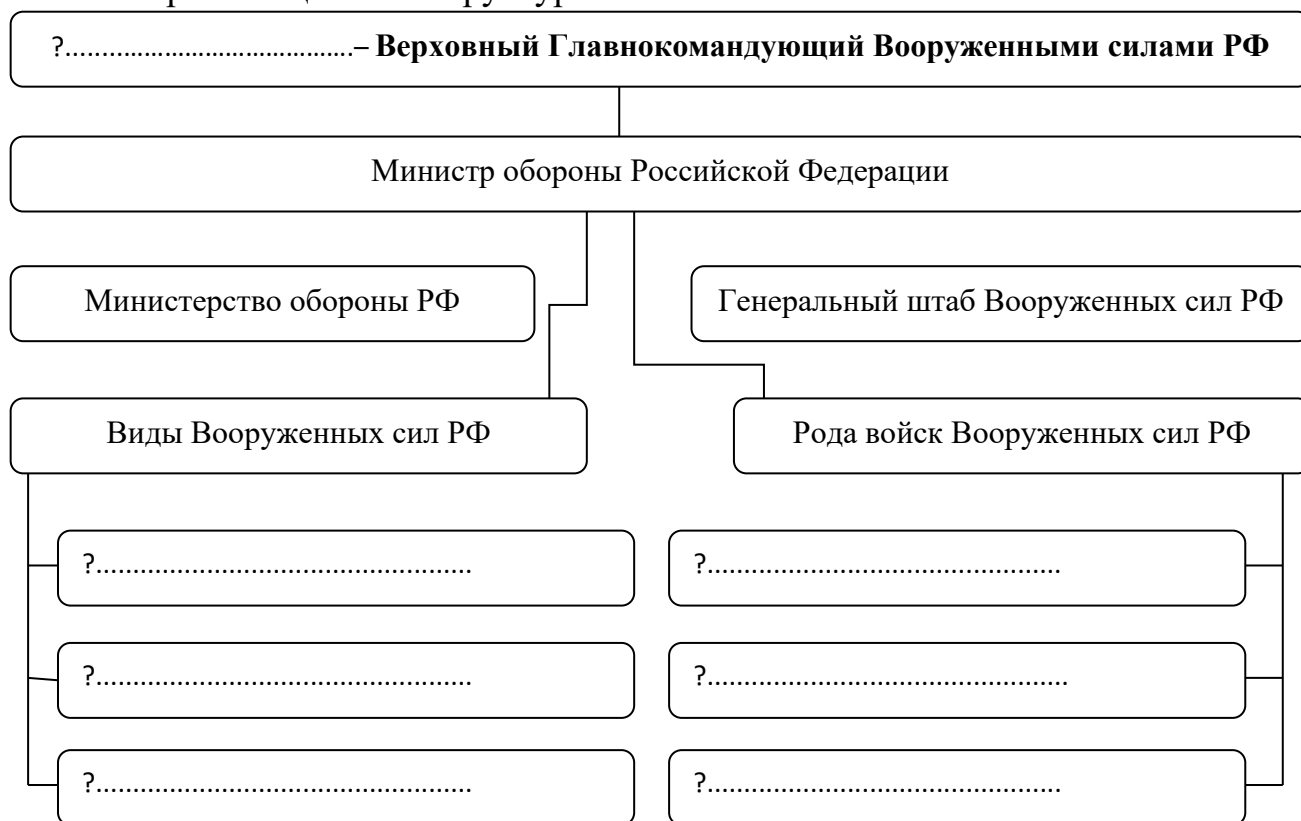 ?.......................................– Верховный Главнокомандующий Вооруженными силами РФ
Министр обороны Российской Федерации
Министерство обороны РФ
Генеральный штаб Вооруженных сил РФ
Виды Вооруженных сил РФ
Рода войск Вооруженных сил РФ
?...................................................
?................................................
?...................................................
?.................................................
?...................................................
?................................................